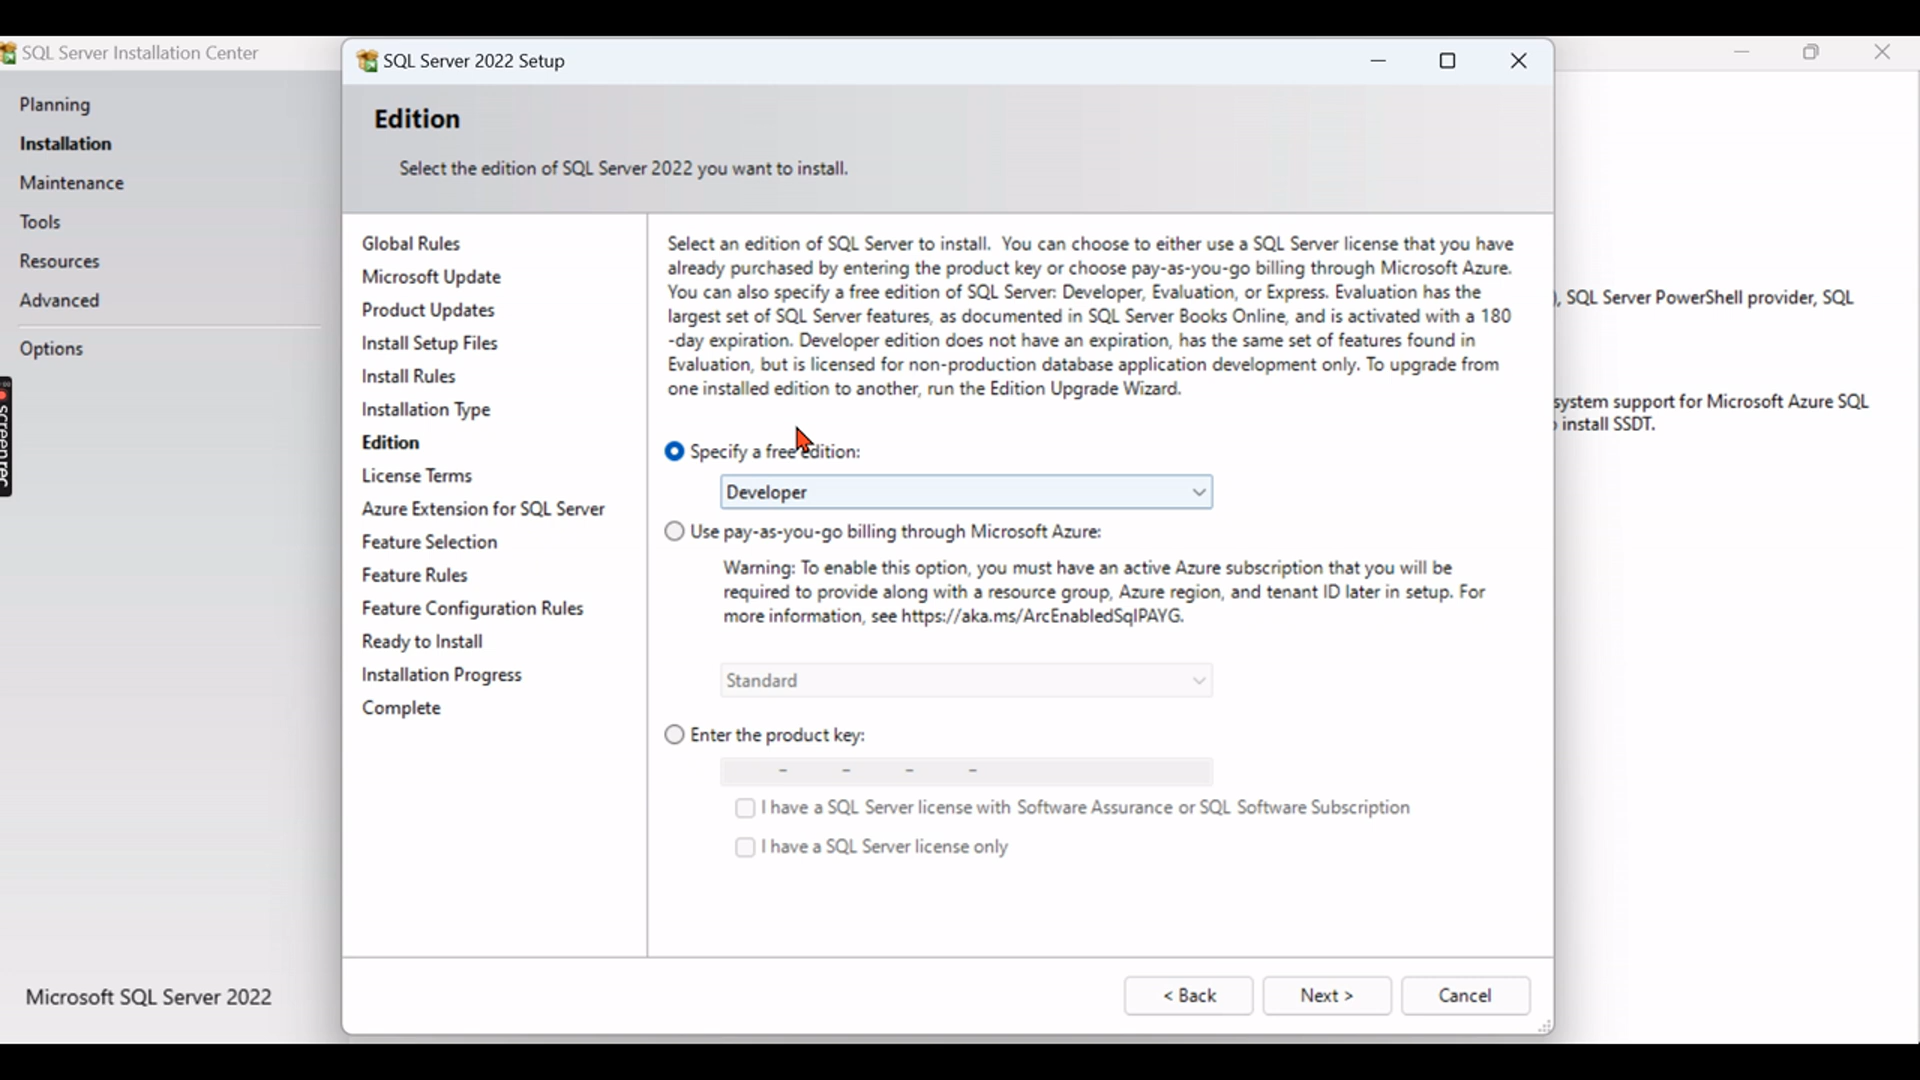 SQL Server Installation Center
Planning
Installation
Maintenance
Tools
Resources
Advanced
Options
Microsoft SQL Server 2022
SQL Server 2022 Setup
Edition
Select the edition of SQL Server 2022 you want to install.
Global Rules
Microsoft Update
Product Updates
Install Setup Files
Install Rules
Installation Type
Edition
License Terms
Azure Extension for SQL Server
Feature Selection
Feature Rules
Feature Configuration Rules
Ready to Install
Installation Progress
Complete
Select an edition of SQL Server to install. You can choose to either use a SQL Server license that you have
already purchased by entering the product key or choose pay-as-you-go billing through Microsoft Azure.
You can also specify a free edition of SQL Server: Developer, Evaluation, or Express. Evaluation has the
largest set of SQL Server features, as documented in SQL Server Books Online, and is activated with a 180
-day expiration. Developer edition does not have an expiration, has the same set of features found in
Evaluation, but is licensed for non-production database application development only. To upgrade from
one installed edition to another, run the Edition Upgrade Wizard.
Specify a free edition:
Developer
Use pay-as-you-go billing through Microsoft Azure:
Warning: To enable this option, you must have an active Azure subscription that you will be
required to provide along with a resource group, Azure region, and tenant ID later in setup. For
more information, see https://aka.ms/ArcEnabledSqlPAYG.
Standard
Enter the product key:
- - - -
I have a SQL Server license with Software Assurance or SQL Software Subscription
I have a SQL Server license only
< Back
Next >
Cancel
), SQL Server PowerShell provider, SQL
system support for Microsoft Azure SQL
install SSDT.
screenrec